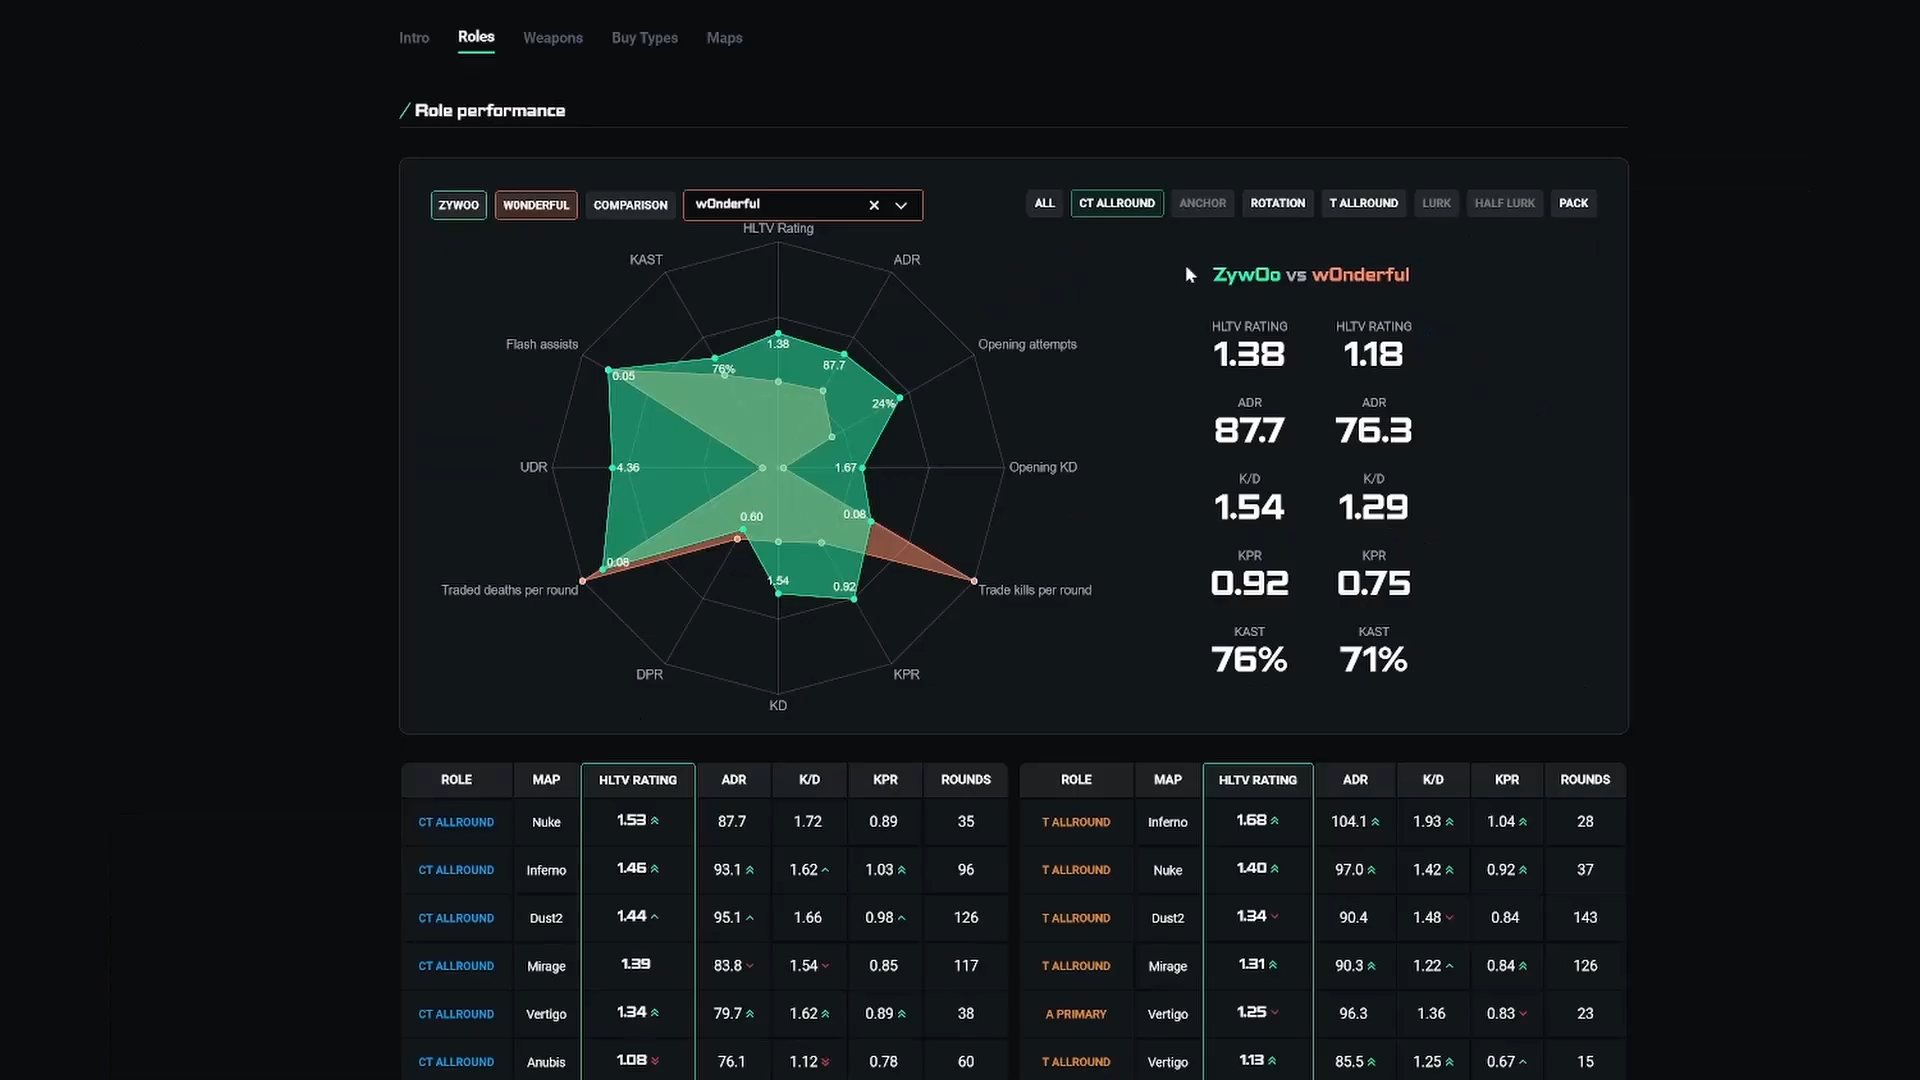 Intro Roles Weapons Buy Types Maps
Role performance
ZYWOO W0NDERFUL COMPARISON w0nderful ALL CT ALLROUND ANCHOR ROTATION T ALLROUND LURK HALF LURK PACK
HLTV Rating
KAST ADR
Flash assists Opening attempts
UDR Opening KD
Traded deaths per round Trade kills per round
DPR KPR
KD
1.38
76% 87.7
0.05 24%
4.36 1.67
0.60 0.08
0.08 1.54 0.92
ZywOo vs w0nderful
HLTV RATING HLTV RATING
1.38 1.18
ADR ADR
87.7 76.3
K/D K/D
1.54 1.29
KPR KPR
0.92 0.75
KAST KAST
76% 71%
ROLE MAP HLTV RATING ADR K/D KPR ROUNDS
CT ALLROUND Nuke 1.53 87.7 1.72 0.89 35
CT ALLROUND Inferno 1.46 93.1 1.62 1.03 96
CT ALLROUND Dust2 1.44 95.1 1.66 0.98 126
CT ALLROUND Mirage 1.39 83.8 1.54 0.85 117
CT ALLROUND Vertigo 1.34 79.7 1.62 0.89 38
CT ALLROUND Anubis 1.08 76.1 1.12 0.78 60
ROLE MAP HLTV RATING ADR K/D KPR ROUNDS
T ALLROUND Inferno 1.68 104.1 1.93 1.04 28
T ALLROUND Nuke 1.40 97.0 1.42 0.92 37
T ALLROUND Dust2 1.34 90.4 1.48 0.84 143
T ALLROUND Mirage 1.31 90.3 1.22 0.84 126
A PRIMARY Vertigo 1.25 96.3 1.36 0.83 23
T ALLROUND Vertigo 1.13 85.5 1.25 0.67 15